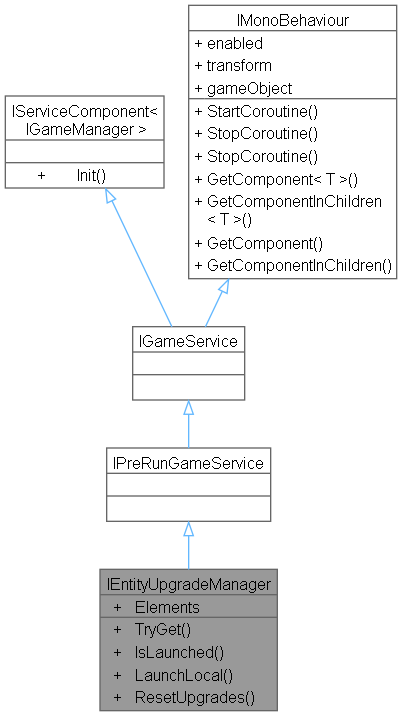 IMonoBehaviour
+ enabled
+ transform
+ gameObject
+ StartCoroutine()
+ StopCoroutine()
+ StopCoroutine()
+ GetComponent< T >()
+ GetComponentInChildren
< T >()
+ GetComponent()
+ GetComponentInChildren()
IServiceComponent<
IGameManager >
+ Init()
IGameService
IPreRunGameService
IEntityUpgradeManager
+ Elements
+ TryGet()
+ IsLaunched()
+ LaunchLocal()
+ ResetUpgrades()